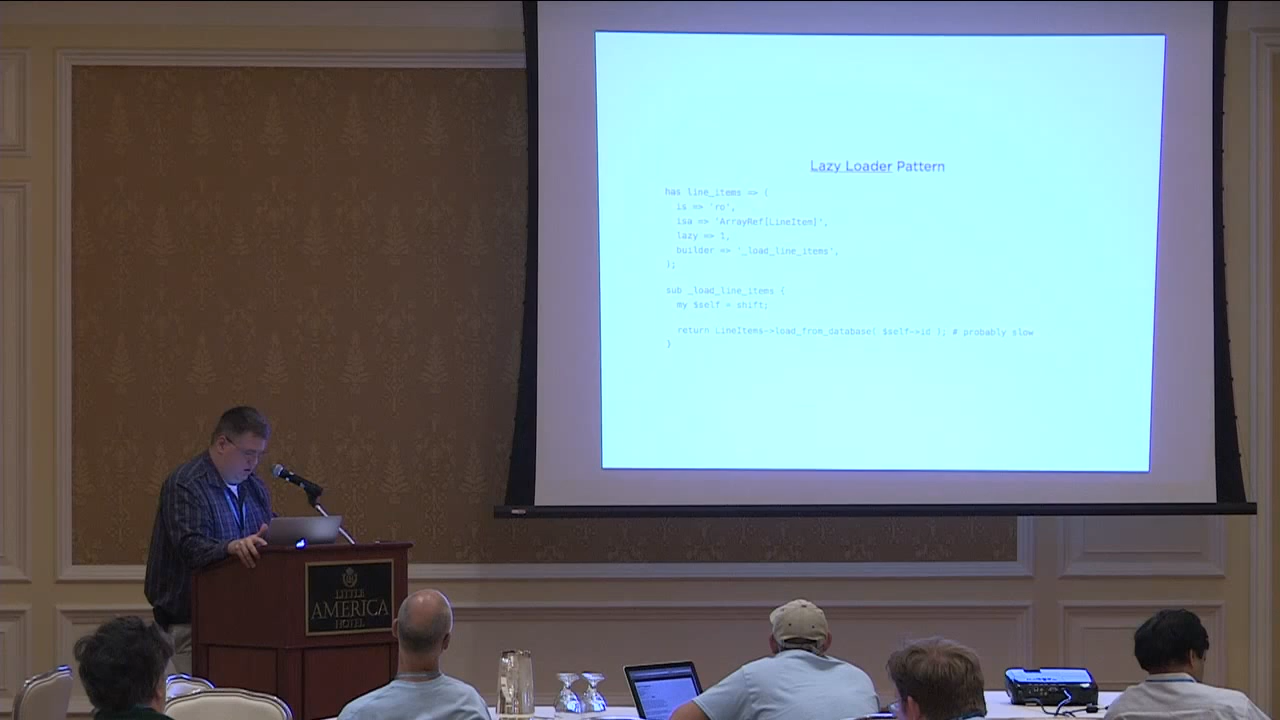 Lazy Loader Pattern
has line_items => (
is => 'ro',
isa => 'ArrayRef[LineItem]',
lazy => 1,
builder => '_load_line_items',
);
sub _load_line_items {
my $self = shift;
return LineItems->load_from_database( $self->id ); # probably slow
}
LITTLE
AMERICA
HOTEL